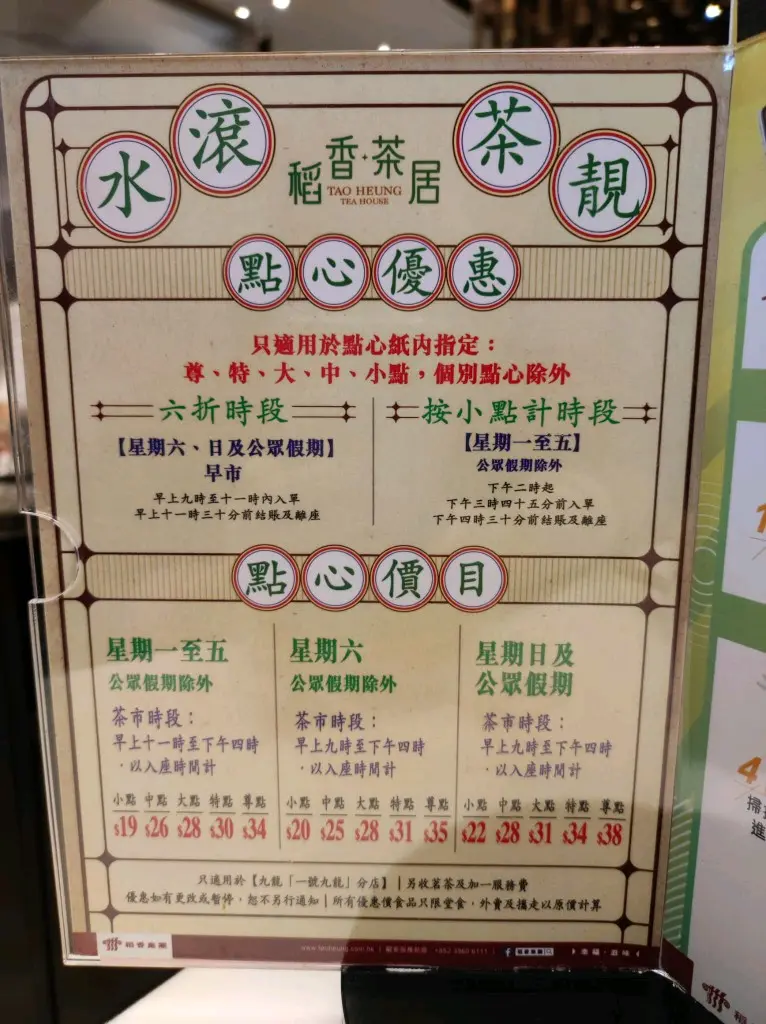 水滾茶靚
稻香·茶居
TAO HEUNG
TEA HOUSE
點心優惠
只適用於點心紙內指定：
尊、特、大、中、小點，個別點心除外
六折時段
【星期六、日及公眾假期】
早市
早上九時至十一時內入單
早上十一時三十分前結賬及離座
按小點計時段
【星期一至五】
公眾假期除外
下午二時起
下午三時四十五分前入單
下午四時三十分前結賬及離座
點心價目
星期一至五
公眾假期除外
茶市時段：
早上十一時至下午四時
·以入座時間計
小點 中點 大點 特點 尊點
$19 $26 $28 $30 $34
星期六
公眾假期除外
茶市時段：
早上九時至下午四時
·以入座時間計
小點 中點 大點 特點 尊點
$20 $25 $28 $31 $35
星期日及
公眾假期
茶市時段：
早上九時至下午四時
·以入座時間計
小點 中點 大點 特點 尊點
$22 $28 $31 $34 $38
只適用於【九龍「一號九龍」分店】|另收茗茶及加一服務費
優惠如有更改或暫停，恕不另行通知|所有優惠價食品只限堂食，外賣及攜走以原價計算
稻香集團
www.taoheung.com.hk
稻香集團
4
掃
進
稻